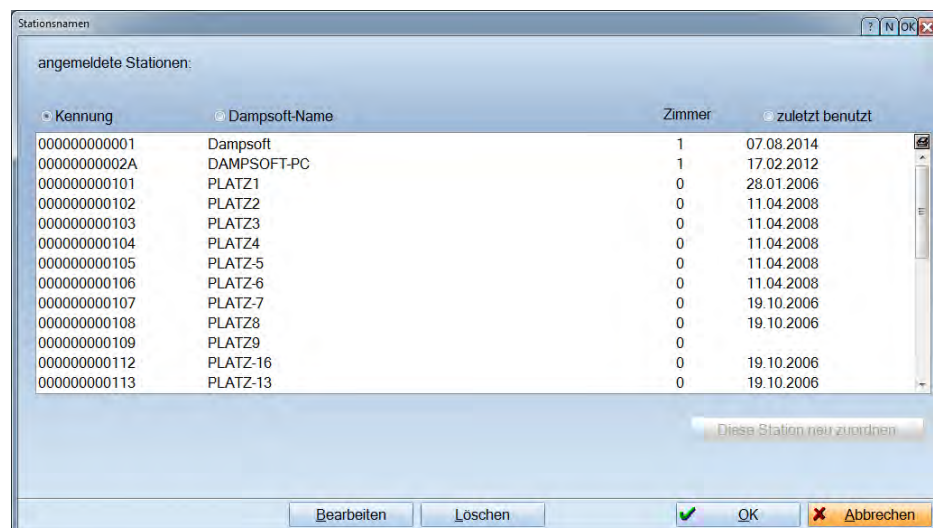 Stationsnamen ? N OK
angemeldete Stationen:
Kennung Dampsoft-Name Zimmer zuletzt benutzt
000000000001 Dampsoft 1 07.08.2014
00000000002A DAMPSOFT-PC 1 17.02.2012
000000000101 PLATZ1 0 28.01.2006
000000000102 PLATZ2 0 11.04.2008
000000000103 PLATZ3 0 11.04.2008
000000000104 PLATZ4 0 11.04.2008
000000000105 PLATZ-5 0 11.04.2008
000000000106 PLATZ-6 0 11.04.2008
000000000107 PLATZ-7 0 19.10.2006
000000000108 PLATZ8 0 19.10.2006
000000000109 PLATZ9 0
000000000112 PLATZ-16 0 19.10.2006
000000000113 PLATZ-13 0 19.10.2006
Diese Station neu zuordnen
Bearbeiten Löschen OK Abbrechen